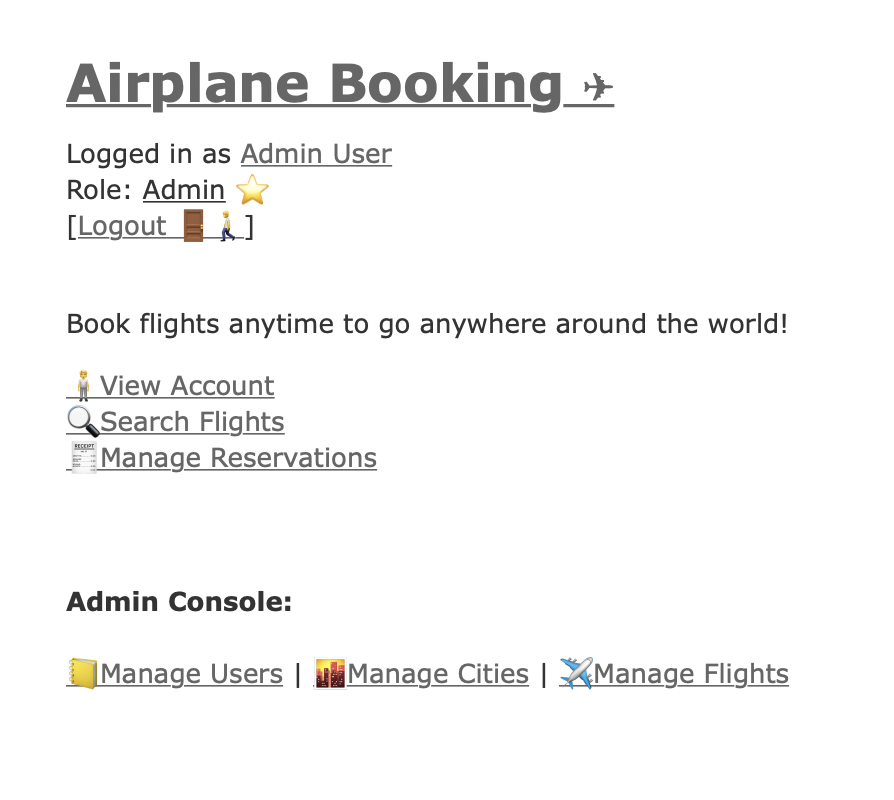 Airplane Booking ✈
Logged in as Admin User
Role: Admin ⭐
[Logout 🚪🚶]
Book flights anytime to go anywhere around the world!
🧍View Account
🔍Search Flights
🧾Manage Reservations
Admin Console:
📒Manage Users | 🌇Manage Cities | ✈️Manage Flights